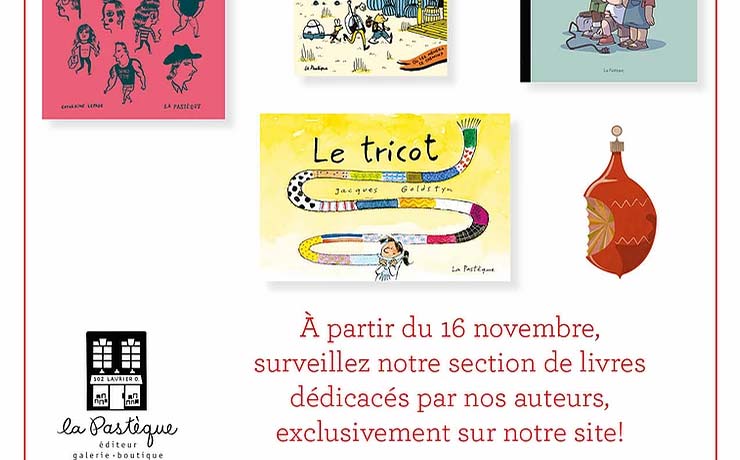 CATHERINE LEPAGE
LA PASTÈQUE
La Pastèque
La Pastèque
Le tricot
Jacques Goldstyn
La Pastèque
À partir du 16 novembre,
surveillez notre section de livres
dédicacés par nos auteurs,
exclusivement sur notre site!
102 LAURIER O.
la Pastèque
éditeur
galerie • boutique